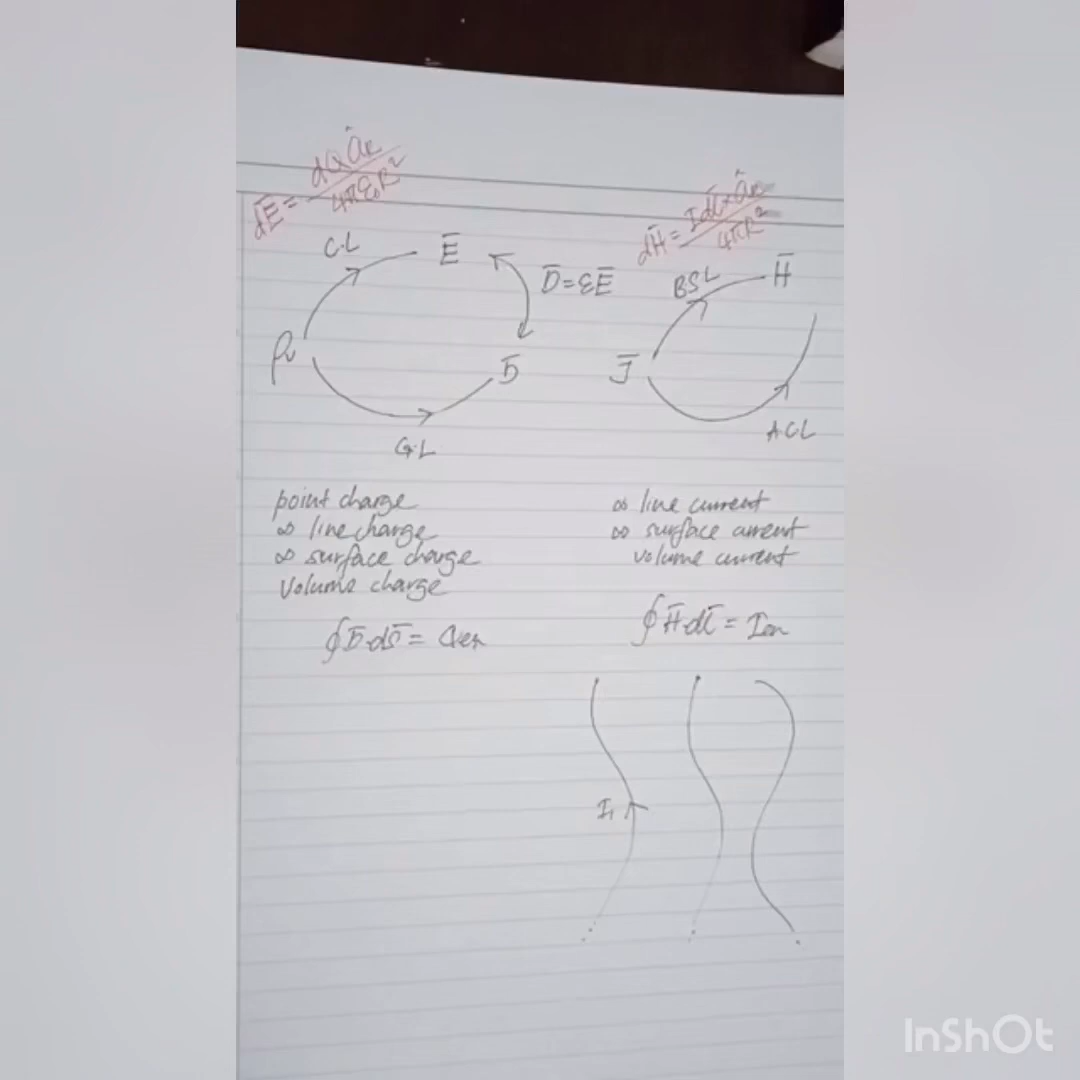 dE̅ = dQ âR / 4πε₀R²
dH̅ = I dl̅ × âR / 4πR²
C.L
E̅
D̅ = εE̅
BSL
H̅
ρv
D̅
J̅
G.L
A.C.L
point charge
∞ line charge
∞ surface charge
volume charge
∞ line current
∞ surface current
volume current
∮D̅.dS̅ = Qen
∮H̅.dl̅ = Ien
I₁
InShOt